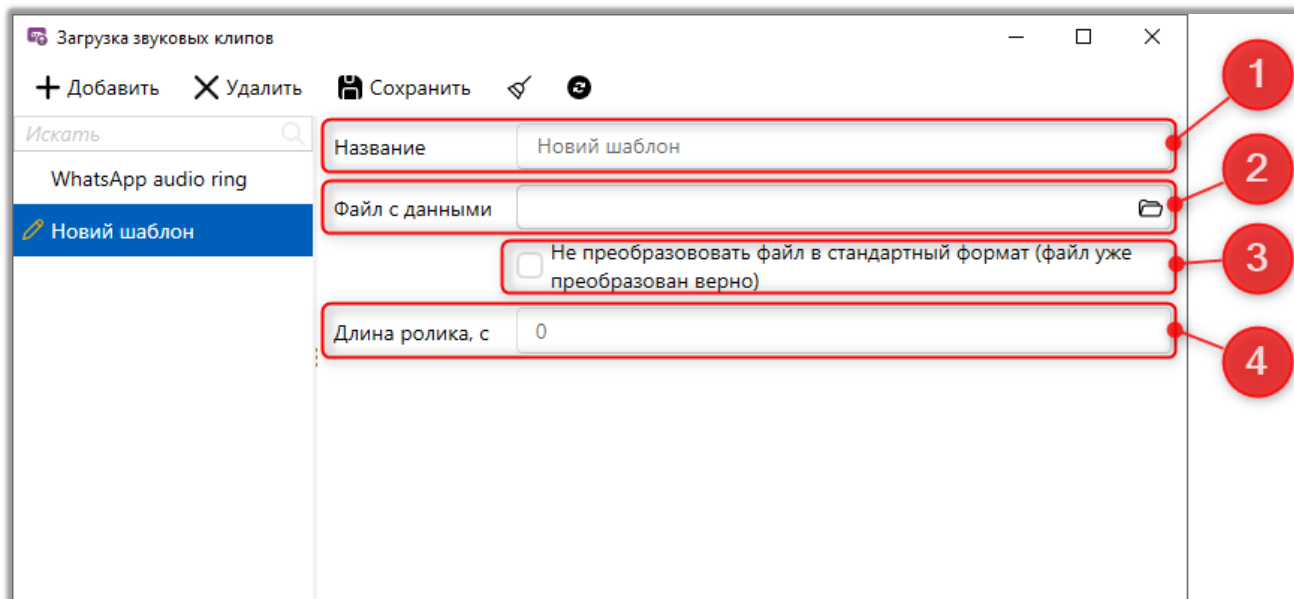 Загрузка звуковых клипов
Добавить Удалить Сохранить
Искать
WhatsApp audio ring
Новий шаблон
Название Новий шаблон
Файл с данными
Не преобразововать файл в стандартный формат (файл уже
преобразован верно)
Длина ролика, с 0
1
2
3
4